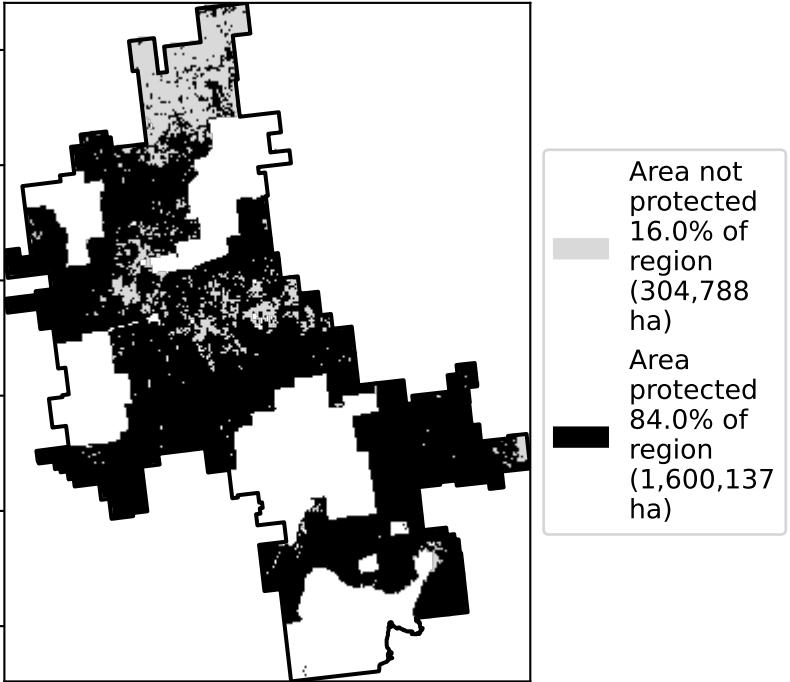 Area not
protected
16.0% of
region
(304,788
ha)
Area
protected
84.0% of
region
(1,600,137
ha)